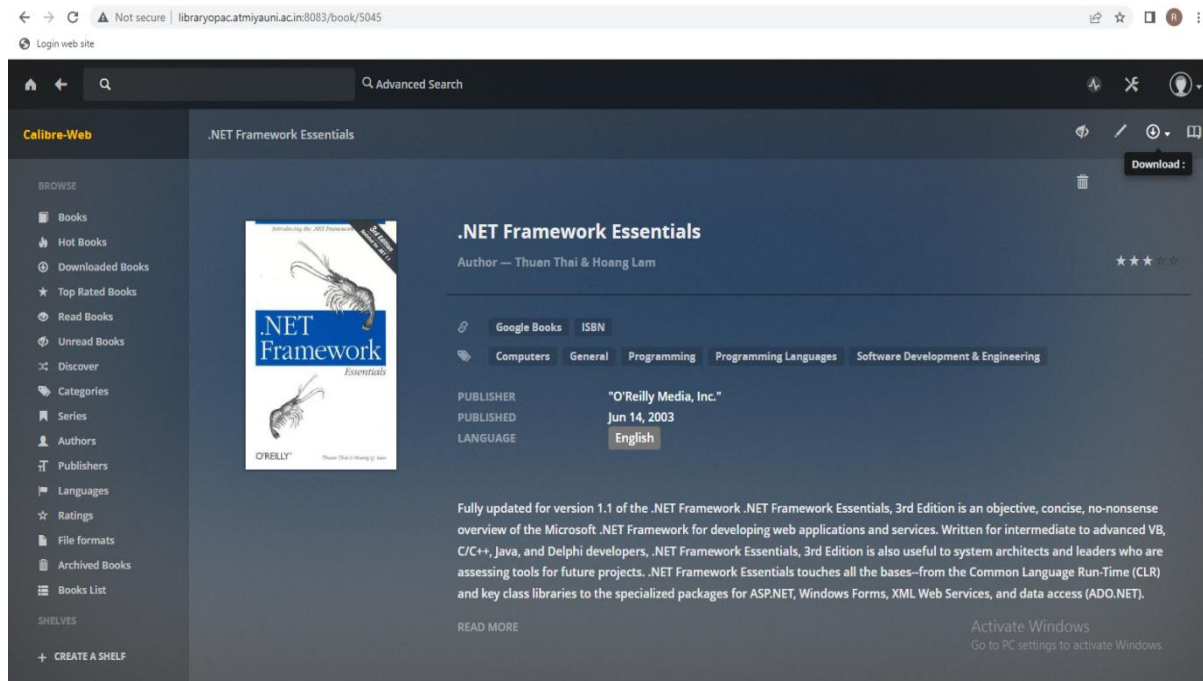 Not secure | libraryopac.atmiyauni.ac.in:8083/book/5045
R
Login web site
Advanced Search
Calibre-Web
.NET Framework Essentials
Download :
BROWSE
Books
Hot Books
Downloaded Books
Top Rated Books
Read Books
Unread Books
Discover
Categories
Series
Authors
Publishers
Languages
Ratings
File formats
Archived Books
Books List
SHELVES
+ CREATE A SHELF
Introducing the .NET Framework
3rd Edition
.NET
Framework
Essentials
O'REILLY
.NET Framework Essentials
Author — Thuan Thai & Hoang Lam
Google Books ISBN
Computers General Programming Programming Languages Software Development & Engineering
PUBLISHER "O'Reilly Media, Inc."
PUBLISHED Jun 14, 2003
LANGUAGE English
Fully updated for version 1.1 of the .NET Framework .NET Framework Essentials, 3rd Edition is an objective, concise, no-nonsense
overview of the Microsoft .NET Framework for developing web applications and services. Written for intermediate to advanced VB,
C/C++, Java, and Delphi developers, .NET Framework Essentials, 3rd Edition is also useful to system architects and leaders who are
assessing tools for future projects. .NET Framework Essentials touches all the bases--from the Common Language Run-Time (CLR)
and key class libraries to the specialized packages for ASP.NET, Windows Forms, XML Web Services, and data access (ADO.NET).
READ MORE
Activate Windows
Go to PC settings to activate Windows.